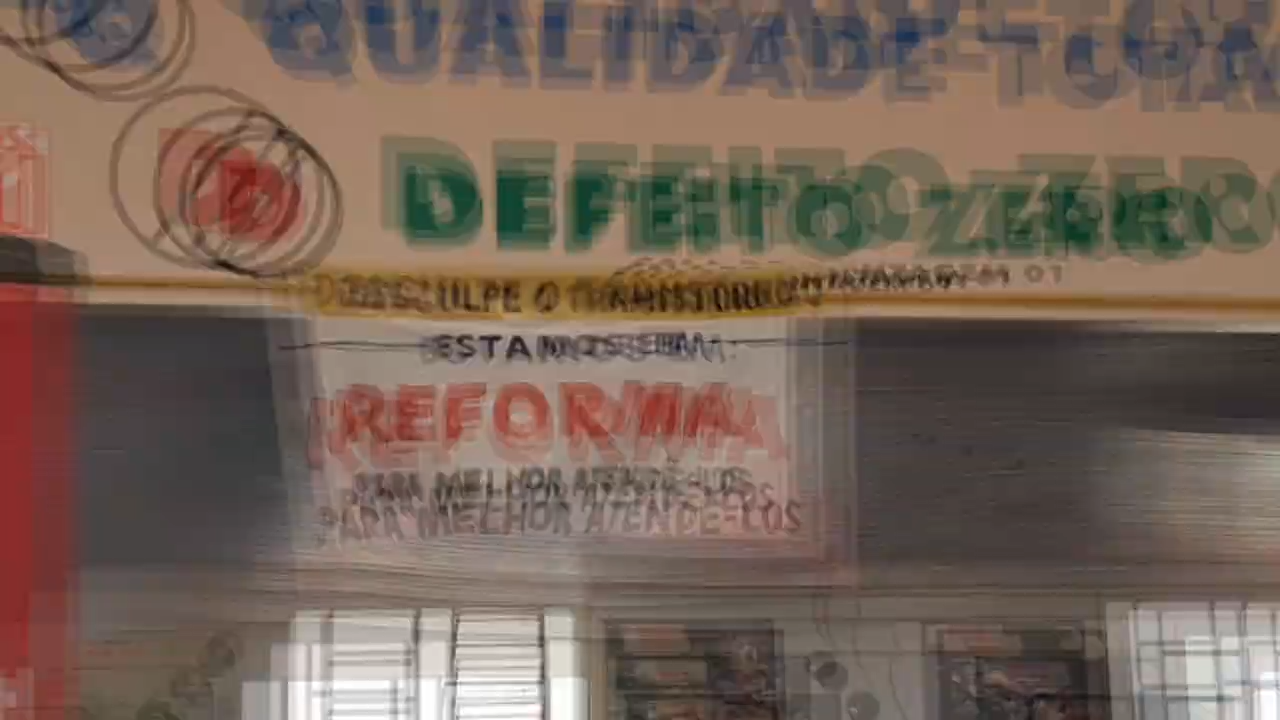 QUALIDADE TOTAL
DEFEITO ZERO
DESCULPE O TRANSTORNO
ESTAMOS EM
REFORMA
PARA MELHOR ATENDÊ-LOS